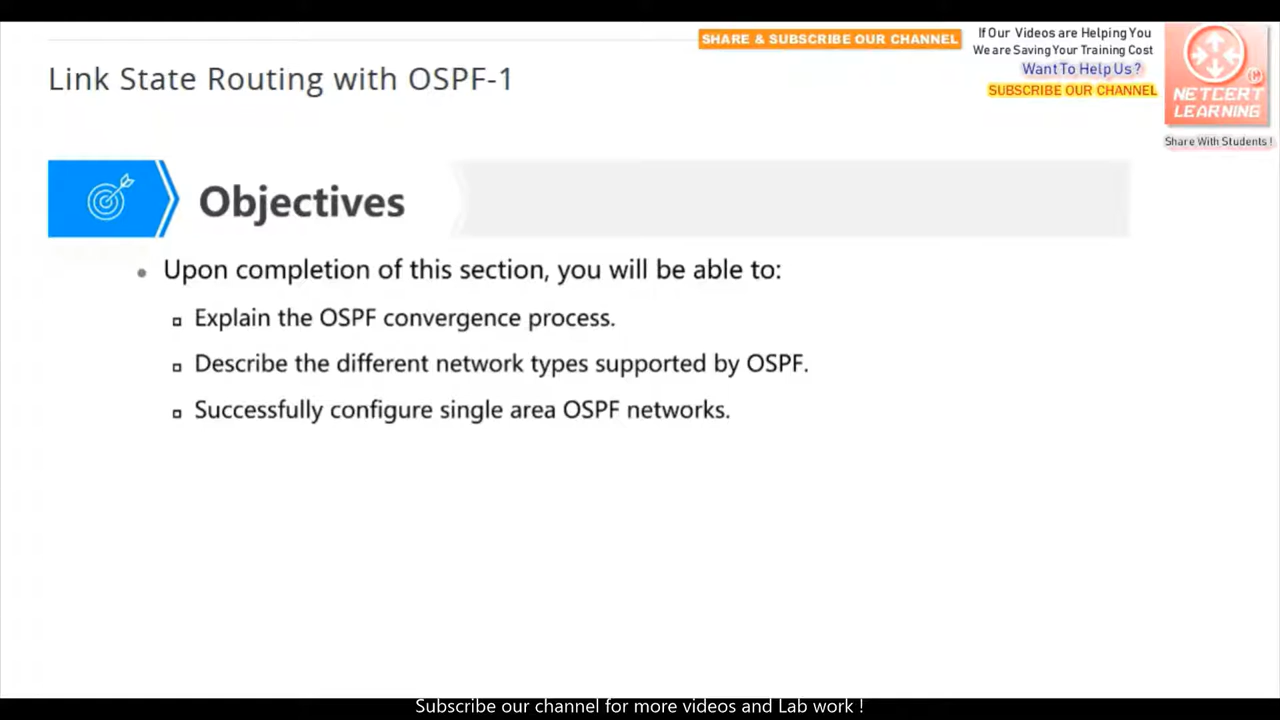 SHARE & SUBSCRIBE OUR CHANNEL
If Our Videos are Helping You
We are Saving Your Training Cost
Want To Help Us ?
SUBSCRIBE OUR CHANNEL
NETCERT
LEARNING
R
Share With Students !
Link State Routing with OSPF-1
Objectives
• Upon completion of this section, you will be able to:
▫ Explain the OSPF convergence process.
▫ Describe the different network types supported by OSPF.
▫ Successfully configure single area OSPF networks.
Subscribe our channel for more videos and Lab work !